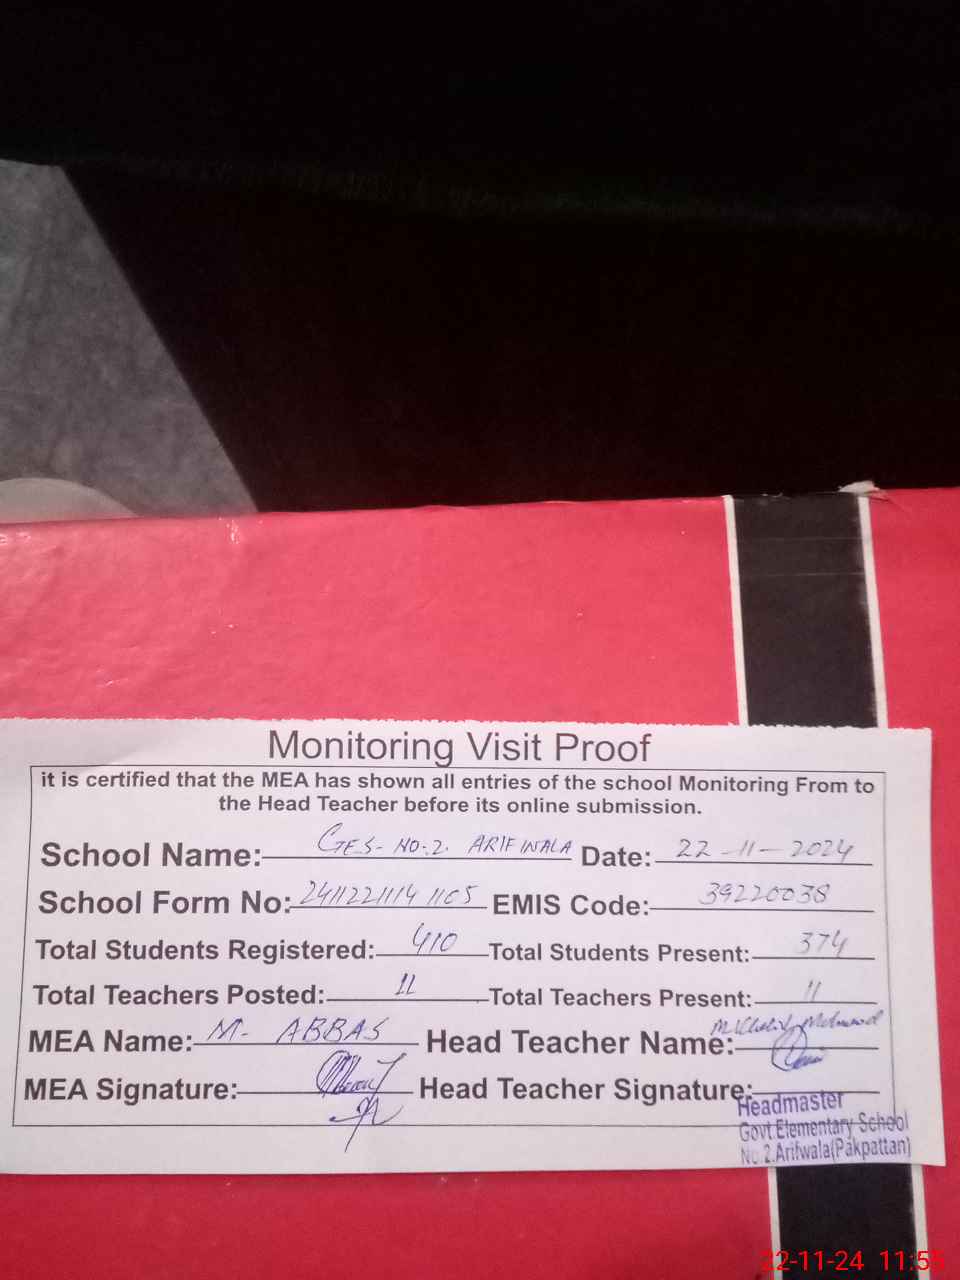 Monitoring Visit Proof
it is certified that the MEA has shown all entries of the school Monitoring From to
the Head Teacher before its online submission.
School Name: GES- NO-2. ARIFWALA Date: 22-11-2024
School Form No: 24112211141105 EMIS Code: 39220038
Total Students Registered: 410 Total Students Present: 374
Total Teachers Posted: 11 Total Teachers Present: 11
MEA Name: M- ABBAS Head Teacher Name: Mehmood
MEA Signature: Head Teacher Signature:
Headmaster
Govt.Elementary School
No.2.Arifwala(Pakpattan)
22-11-24 11:55